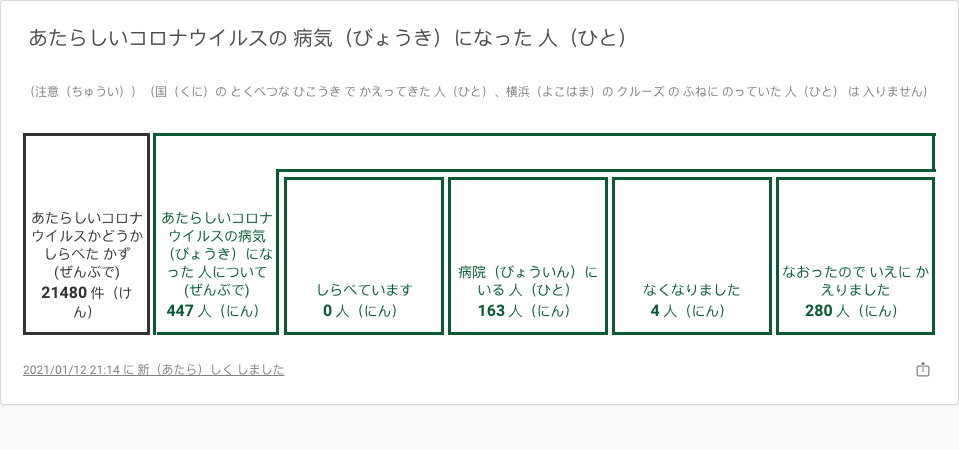 あたらしいコロナウイルスの 病気（びょうき）になった 人（ひと）
（注意（ちゅうい））（国（くに）の とくべつな ひこうき で かえってきた 人（ひと）、横浜（よこはま）の クルーズ の ふねに のっていた 人（ひと） は 入りません）
あたらしいコロナ
ウイルスかどうか
しらべた かず
(ぜんぶで)
21480 件（け
ん）
あたらしいコロナ
ウイルスの病気
（びょうき）にな
った 人について
(ぜんぶで)
447 人（にん）
しらべています
0 人（にん）
病院（びょういん）に
いる 人（ひと）
163 人（にん）
なくなりました
4 人（にん）
なおったので いえに か
えりました
280 人（にん）
2021/01/12 21:14 に 新（あたら）しく しました